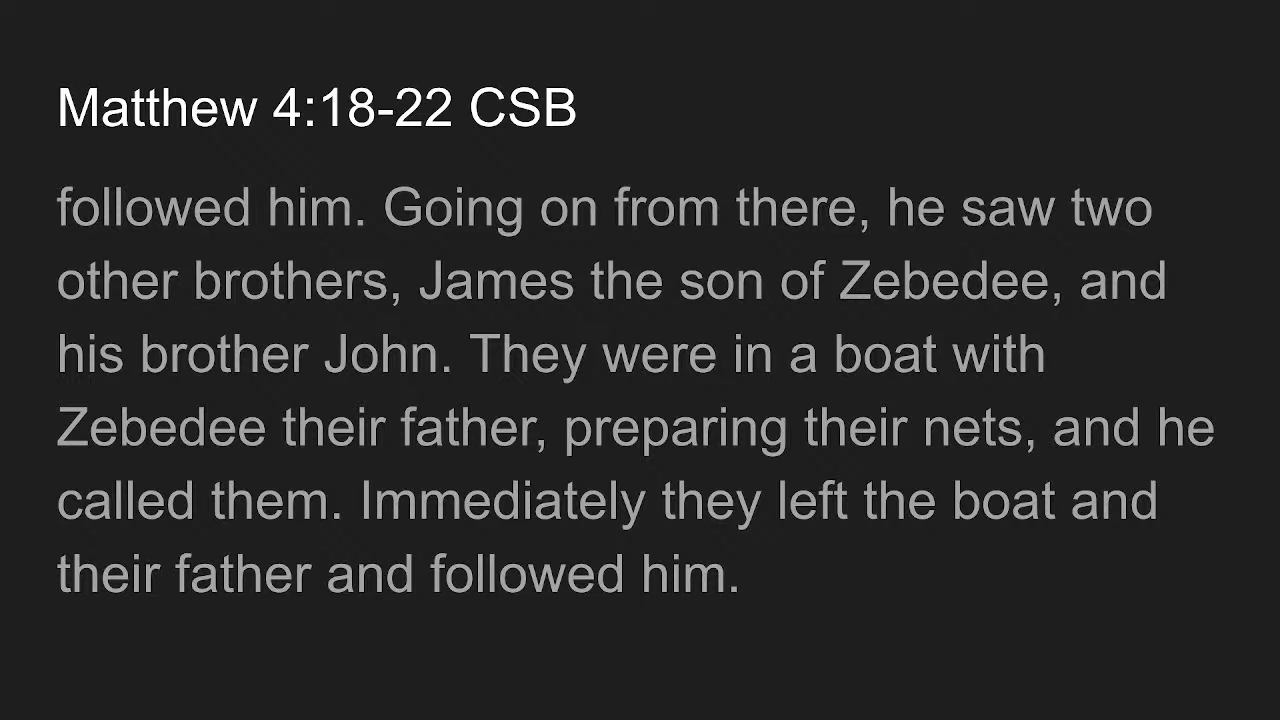 Matthew 4:18-22 CSB
followed him. Going on from there, he saw two
other brothers, James the son of Zebedee, and
his brother John. They were in a boat with
Zebedee their father, preparing their nets, and he
called them. Immediately they left the boat and
their father and followed him.